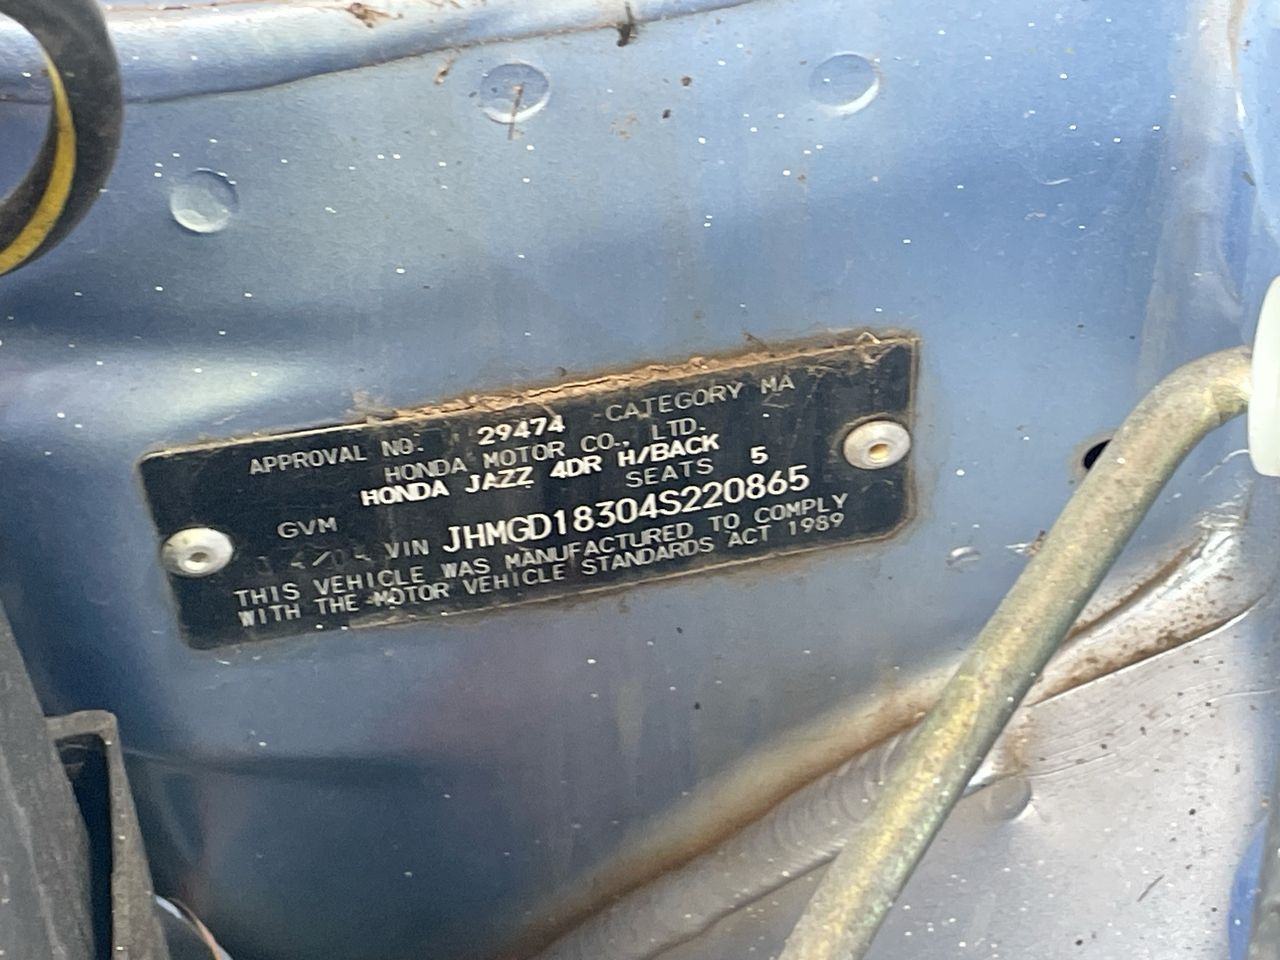 APPROVAL NO: 29474 CATEGORY MA
HONDA MOTOR CO., LTD.
HONDA JAZZ 4DR H/BACK
GVM SEATS 5
VIN JHMGD18304S220865
THIS VEHICLE WAS MANUFACTURED TO COMPLY
WITH THE MOTOR VEHICLE STANDARDS ACT 1989